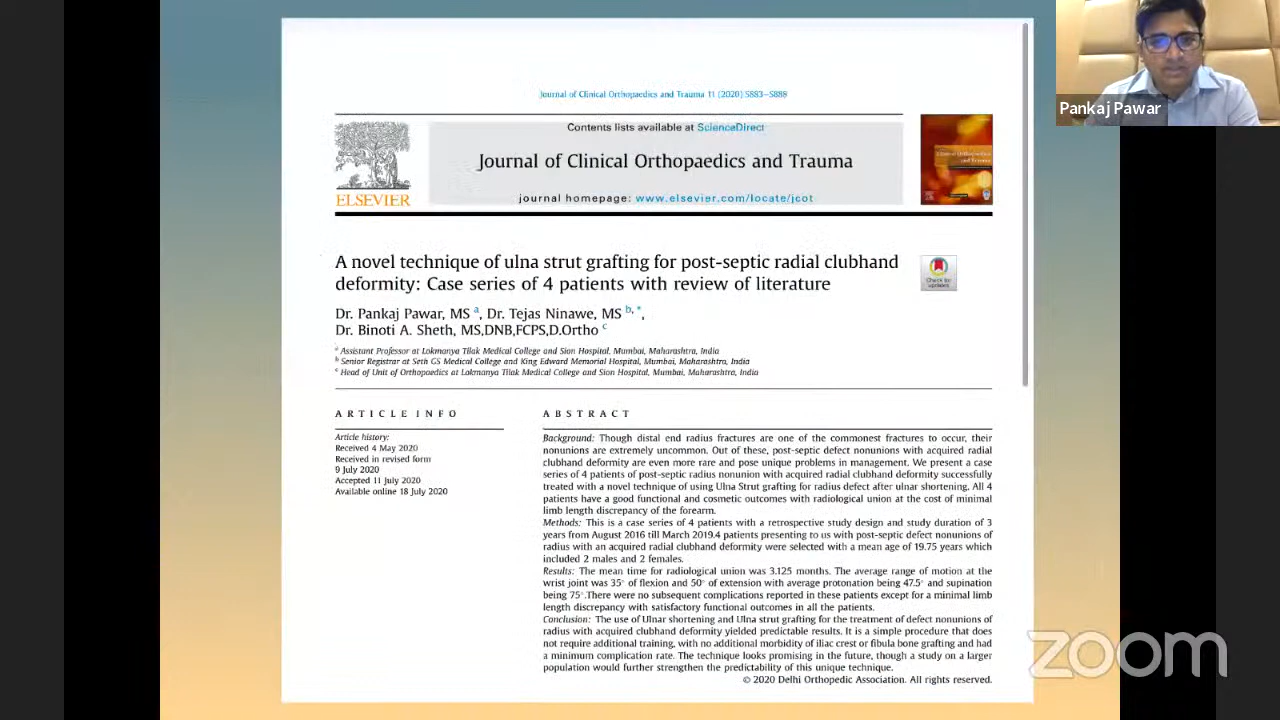 Journal of Clinical Orthopaedics and Trauma 11 (2020) S883–S888
Contents lists available at ScienceDirect
Journal of Clinical Orthopaedics and Trauma
journal homepage: www.elsevier.com/locate/jcot
ELSEVIER
Pankaj Pawar
A novel technique of ulna strut grafting for post-septic radial clubhand
deformity: Case series of 4 patients with review of literature
Check for
updates
Dr. Pankaj Pawar, MS a, Dr. Tejas Ninawe, MS b, *,
Dr. Binoti A. Sheth, MS,DNB,FCPS,D.Ortho c
a Assistant Professor at Lokmanya Tilak Medical College and Sion Hospital, Mumbai, Maharashtra, India
b Senior Registrar at Seth GS Medical College and King Edward Memorial Hospital, Mumbai, Maharashtra, India
c Head of Unit of Orthopaedics at Lokmanya Tilak Medical College and Sion Hospital, Mumbai, Maharashtra, India
ARTICLE INFO
Article history:
Received 4 May 2020
Received in revised form
9 July 2020
Accepted 11 July 2020
Available online 18 July 2020
ABSTRACT
Background: Though distal end radius fractures are one of the commonest fractures to occur, their
nonunions are extremely uncommon. Out of these, post-septic defect nonunions with acquired radial
clubhand deformity are even more rare and pose unique problems in management. We present a case
series of 4 patients of post-septic radius nonunion with acquired radial clubhand deformity successfully
treated with a novel technique of using Ulna Strut grafting for radius defect after ulnar shortening. All 4
patients have a good functional and cosmetic outcomes with radiological union at the cost of minimal
limb length discrepancy of the forearm.
Methods: This is a case series of 4 patients with a retrospective study design and study duration of 3
years from August 2016 till March 2019.4 patients presenting to us with post-septic defect nonunions of
radius with an acquired radial clubhand deformity were selected with a mean age of 19.75 years which
included 2 males and 2 females.
Results: The mean time for radiological union was 3.125 months. The average range of motion at the
wrist joint was 35° of flexion and 50° of extension with average protonation being 47.5° and supination
being 75°.There were no subsequent complications reported in these patients except for a minimal limb
length discrepancy with satisfactory functional outcomes in all the patients.
Conclusion: The use of Ulnar shortening and Ulna strut grafting for the treatment of defect nonunions of
radius with acquired clubhand deformity yielded predictable results. It is a simple procedure that does
not require additional training, with no additional morbidity of iliac crest or fibula bone grafting and had
a minimum complication rate. The technique looks promising in the future, though a study on a larger
population would further strengthen the predictability of this unique technique.
© 2020 Delhi Orthopedic Association. All rights reserved.
zoom